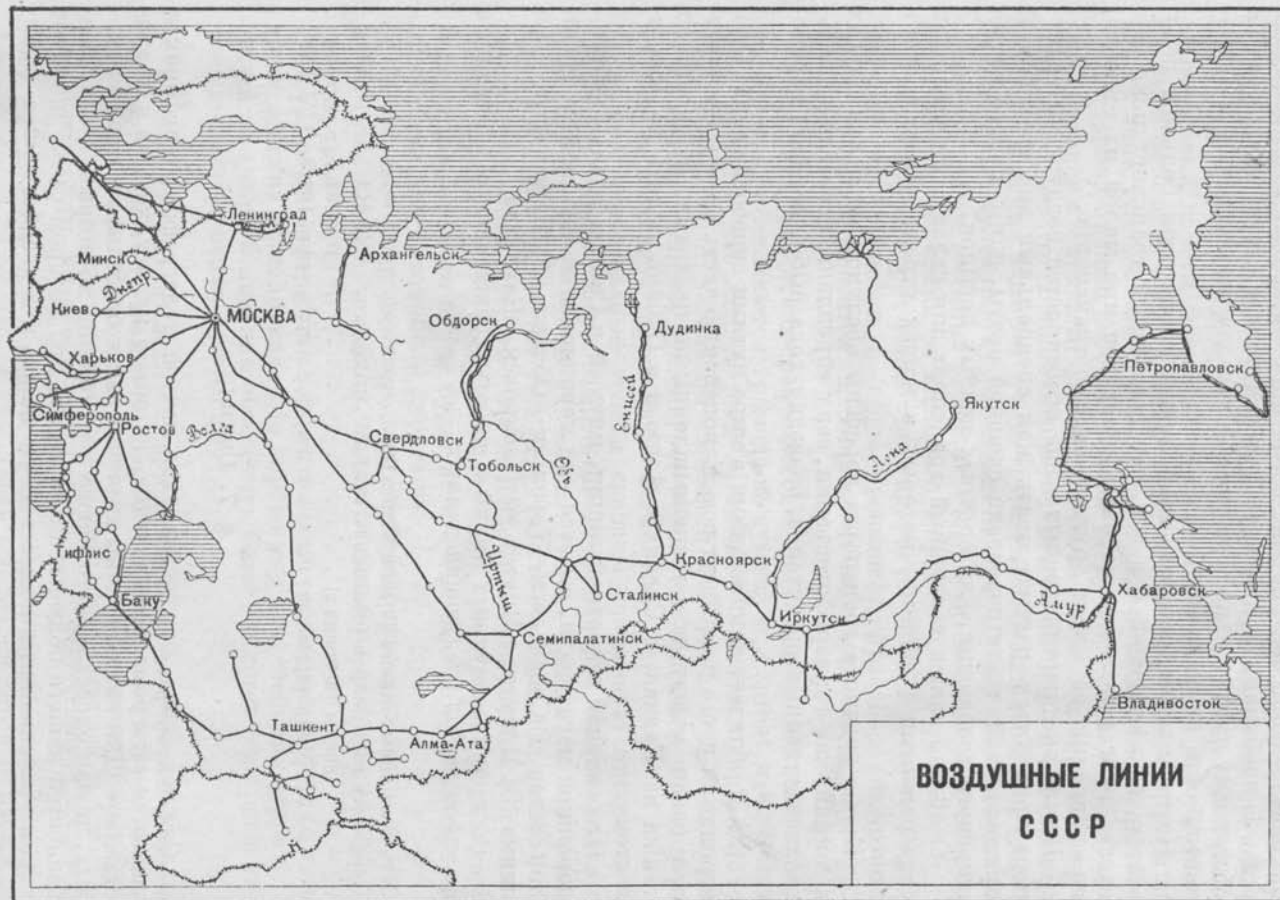 Ленинград
Архангельск
Минск
Днепр
Киев
МОСКВА
Обдорск
Дудинка
Харьков
Петропавловск
Енисей
Симферополь
Якутск
Ростов
Волга
Свердловск
Лена
Тобольск
Обь
Тифлис
Красноярск
Иртыш
Баку
Сталинск
Хабаровск
Амур
Иркутск
Семипалатинск
Владивосток
Ташкент
Алма-Ата
ВОЗДУШНЫЕ ЛИНИИ
СССР